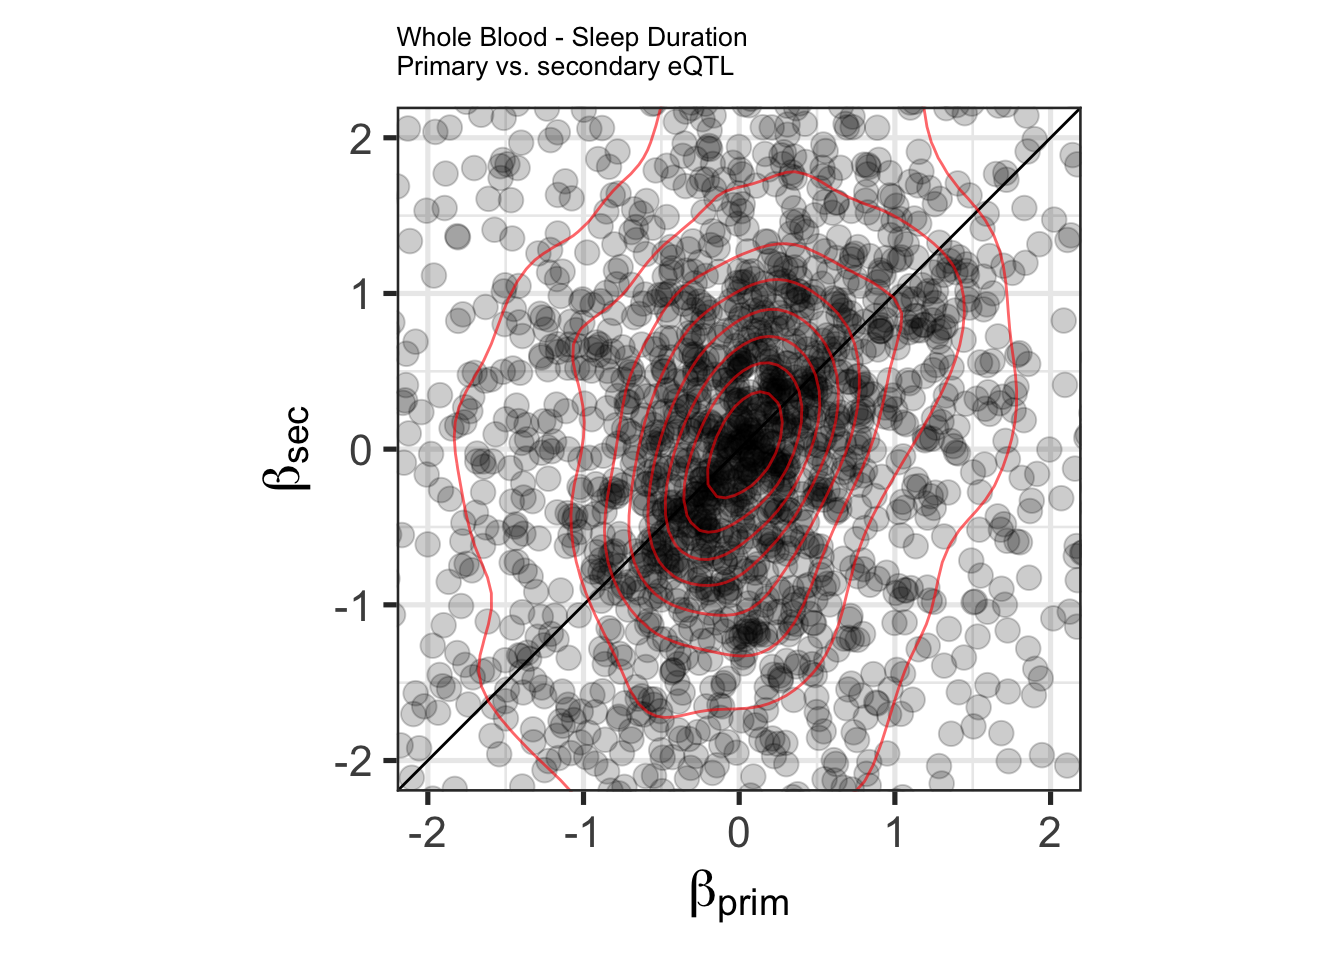 Whole Blood - Sleep Duration
Primary vs. secondary eQTL
2
1
0
-1
-2
βsec
-2 -1 0 1 2
βprim